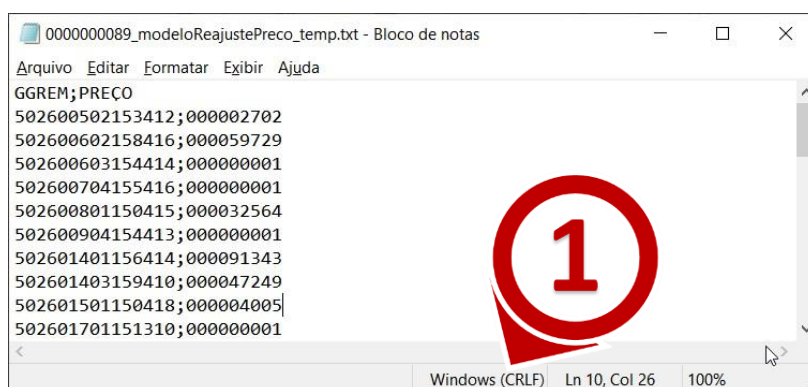 0000000089_modeloReajustePreco_temp.txt - Bloco de notas
Arquivo Editar Formatar Exibir Ajuda
GGREM;PREÇO
502600502153412;000002702
502600602158416;000059729
502600603154414;000000001
502600704155416;000000001
502600801150415;000032564
502600904154413;000000001
502601401156414;000091343
502601403159410;000047249
502601501150418;000004005
502601701151310;000000001
1
Windows (CRLF) Ln 10, Col 26 100%